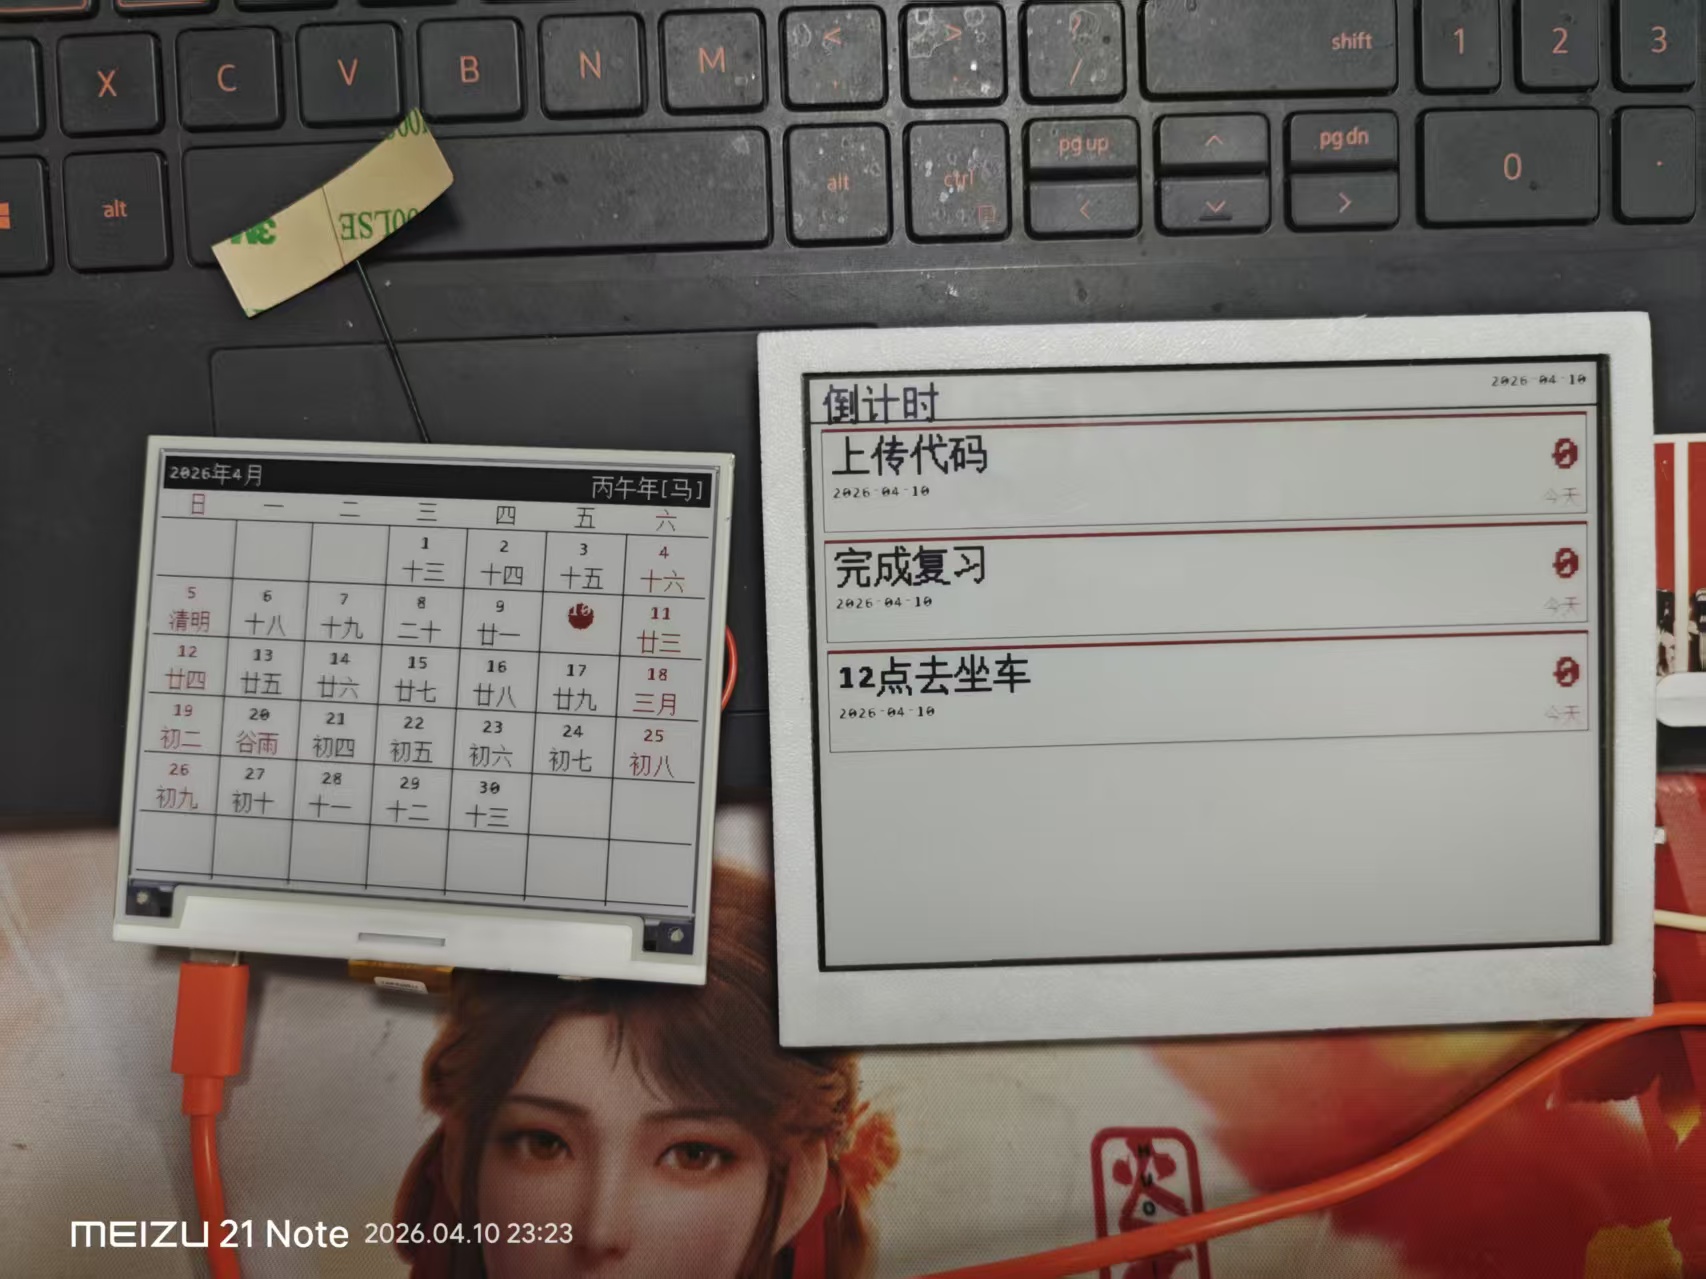 X C V B N M < > ? shift 1 2 3
, . /
alt alt ctrl pg up pg dn 0 .
3M
00LSE
2026年4月 丙午年[马]
日 一 二 三 四 五 六
1 2 3 4
十三 十四 十五 十六
5 6 7 8 9 10 11
清明 十八 十九 二十 廿一 廿三
12 13 14 15 16 17 18
廿四 廿五 廿六 廿七 廿八 廿九 三月
19 20 21 22 23 24 25
初二 谷雨 初四 初五 初六 初七 初八
26 27 28 29 30
初九 初十 十一 十二 十三
倒计时 2026-04-10
上传代码 0
2026-04-10 今天
完成复习 0
2026-04-10 今天
12点去坐车 0
2026-04-10 今天
HUO
MEIZU 21 Note 2026.04.10 23:23